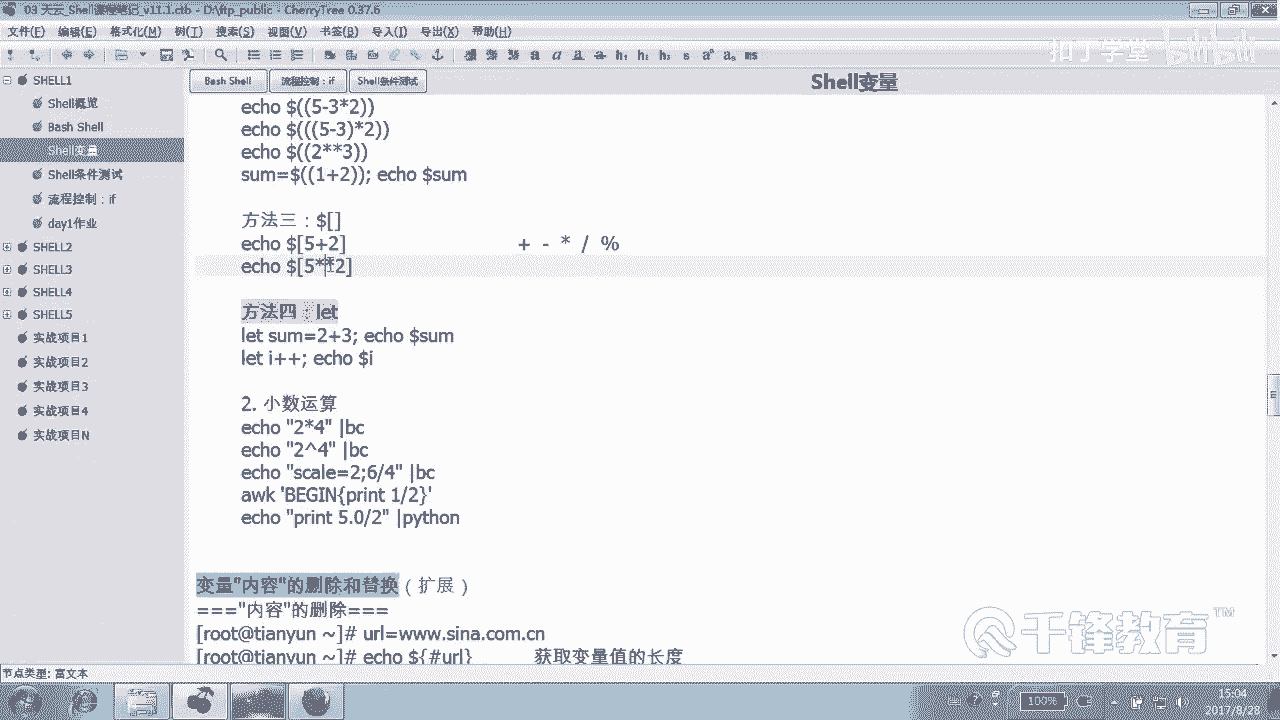 03 天云_Shell课程笔记_v11.1.ctb - D:\ftp_public - CherryTree 0.37.6
文件(F) 编辑(E) 格式化(M) 树(T) 搜索(S) 视图(V) 书签(B) 导入(I) 导出(X) 帮助(H)
扣丁学堂 bilibili
h₁ h₂ h₃ s
SHELL1
Shell概览
Bash Shell
Shell变量
Shell条件测试
流程控制：if
day1作业
SHELL2
SHELL3
SHELL4
SHELL5
实战项目1
实战项目2
实战项目3
实战项目4
实战项目N
Bash Shell 流程控制：if Shell条件测试 Shell变量
echo $((5-3*2))
echo $(((5-3)*2))
echo $((2**3))
sum=$((1+2)); echo $sum
方法三：$[]
echo $[5+2] + - * / %
echo $[5**2]
方法四：let
let sum=2+3; echo $sum
let i++; echo $i
2. 小数运算
echo "2*4" |bc
echo "2^4" |bc
echo "scale=2;6/4" |bc
awk 'BEGIN{print 1/2}'
echo "print 5.0/2" |python
变量"内容"的删除和替换（扩展）
==="内容"的删除===
[root@tianyun ~]# url=www.sina.com.cn
[root@tianyun ~]# echo ${#url} 获取变量值的长度
千锋教育™
节点类型: 富文本
100%
15:04
2017/8/28